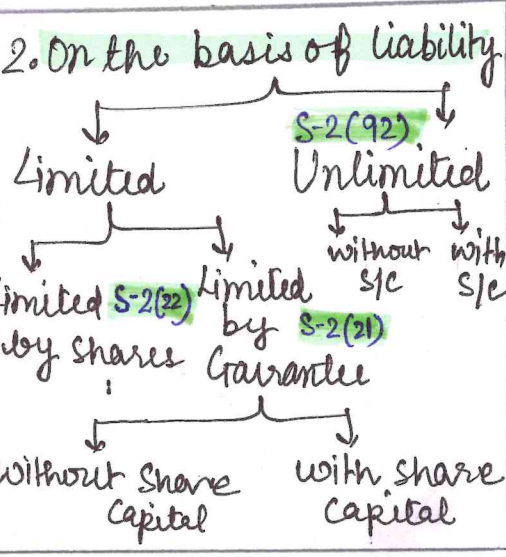 2. On the basis of liability
S-2(92)
Limited
Unlimited
without S/C
with S/C
Limited by shares
S-2(22)
Limited by Gaurantee
S-2(21)
without Share Capital
with share Capital